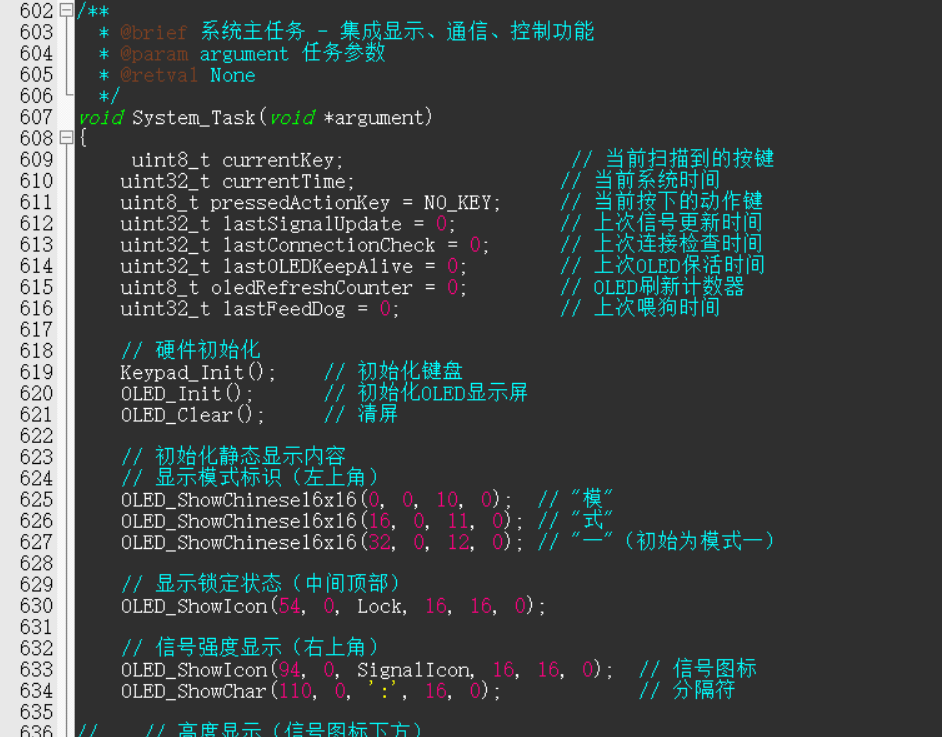 602 /**
603  * @brief 系统主任务 - 集成显示、通信、控制功能
604  * @param argument 任务参数
605  * @retval None
606  */
607 void System_Task(void *argument)
608 {
609      uint8_t currentKey;                    // 当前扫描到的按键
610     uint32_t currentTime;                  // 当前系统时间
611     uint8_t pressedActionKey = NO_KEY;     // 当前按下的动作键
612     uint32_t lastSignalUpdate = 0;         // 上次信号更新时间
613     uint32_t lastConnectionCheck = 0;      // 上次连接检查时间
614     uint32_t lastOLEDKeepAlive = 0;        // 上次OLED保活时间
615     uint8_t oledRefreshCounter = 0;        // OLED刷新计数器
616     uint32_t lastFeedDog = 0;              // 上次喂狗时间
617
618     // 硬件初始化
619     Keypad_Init();    // 初始化键盘
620     OLED_Init();      // 初始化OLED显示屏
621     OLED_Clear();     // 清屏
622
623     // 初始化静态显示内容
624     // 显示模式标识（左上角）
625     OLED_ShowChinese16x16(0, 0, 10, 0);  // "模"
626     OLED_ShowChinese16x16(16, 0, 11, 0); // "式"
627     OLED_ShowChinese16x16(32, 0, 12, 0); // "一"（初始为模式一）
628
629     // 显示锁定状态（中间顶部）
630     OLED_ShowIcon(54, 0, Lock, 16, 16, 0);
631
632     // 信号强度显示（右上角）
633     OLED_ShowIcon(94, 0, SignalIcon, 16, 16, 0);  // 信号图标
634     OLED_ShowChar(110, 0, ':', 16, 0);            // 分隔符
635
636 //    // 高度显示（信号图标下方）